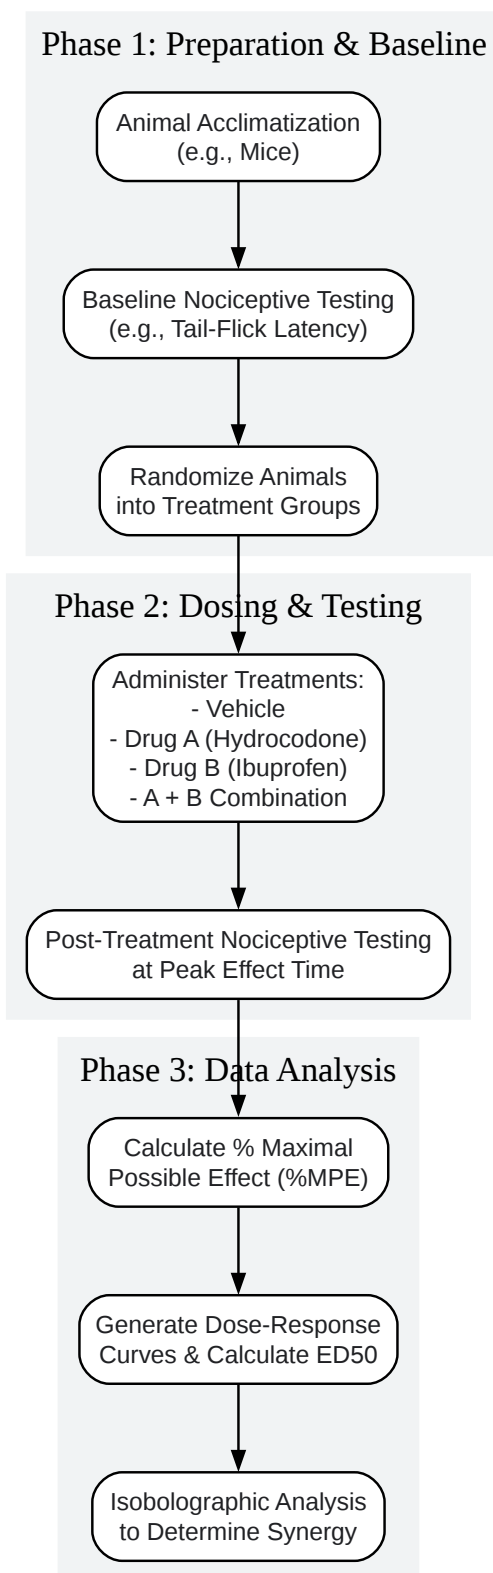 Phase 1: Preparation & Baseline
Animal Acclimatization
(e.g., Mice)
Baseline Nociceptive Testing
(e.g., Tail-Flick Latency)
Randomize Animals
into Treatment Groups
Phase 2: Dosing & Testing
Administer Treatments:
- Vehicle
- Drug A (Hydrocodone)
- Drug B (Ibuprofen)
- A + B Combination
Post-Treatment Nociceptive Testing
at Peak Effect Time
Phase 3: Data Analysis
Calculate % Maximal
Possible Effect (%MPE)
Generate Dose-Response
Curves & Calculate ED50
Isobolographic Analysis
to Determine Synergy